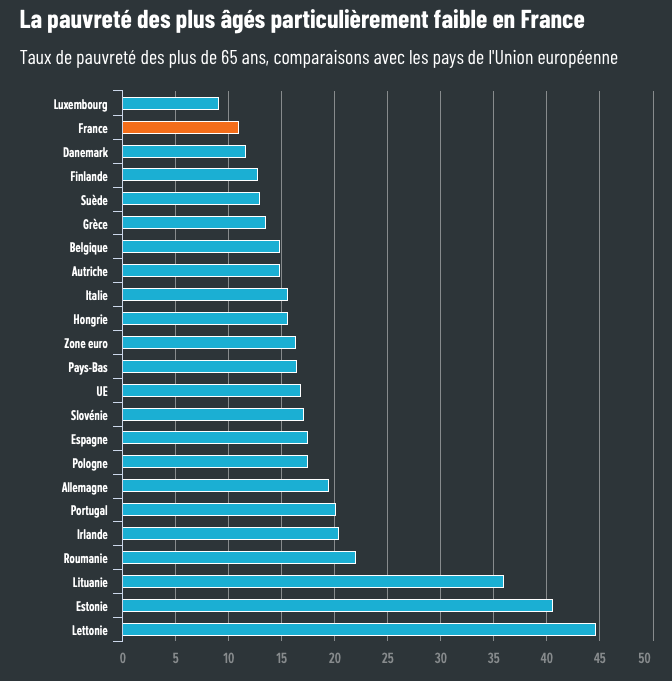 La pauvreté des plus âgés particulièrement faible en France
Taux de pauvreté des plus de 65 ans, comparaisons avec les pays de l'Union européenne
Luxembourg
France
Danemark
Finlande
Suède
Grèce
Belgique
Autriche
Italie
Hongrie
Zone euro
Pays-Bas
UE
Slovénie
Espagne
Pologne
Allemagne
Portugal
Irlande
Roumanie
Lituanie
Estonie
Lettonie
0 5 10 15 20 25 30 35 40 45 50